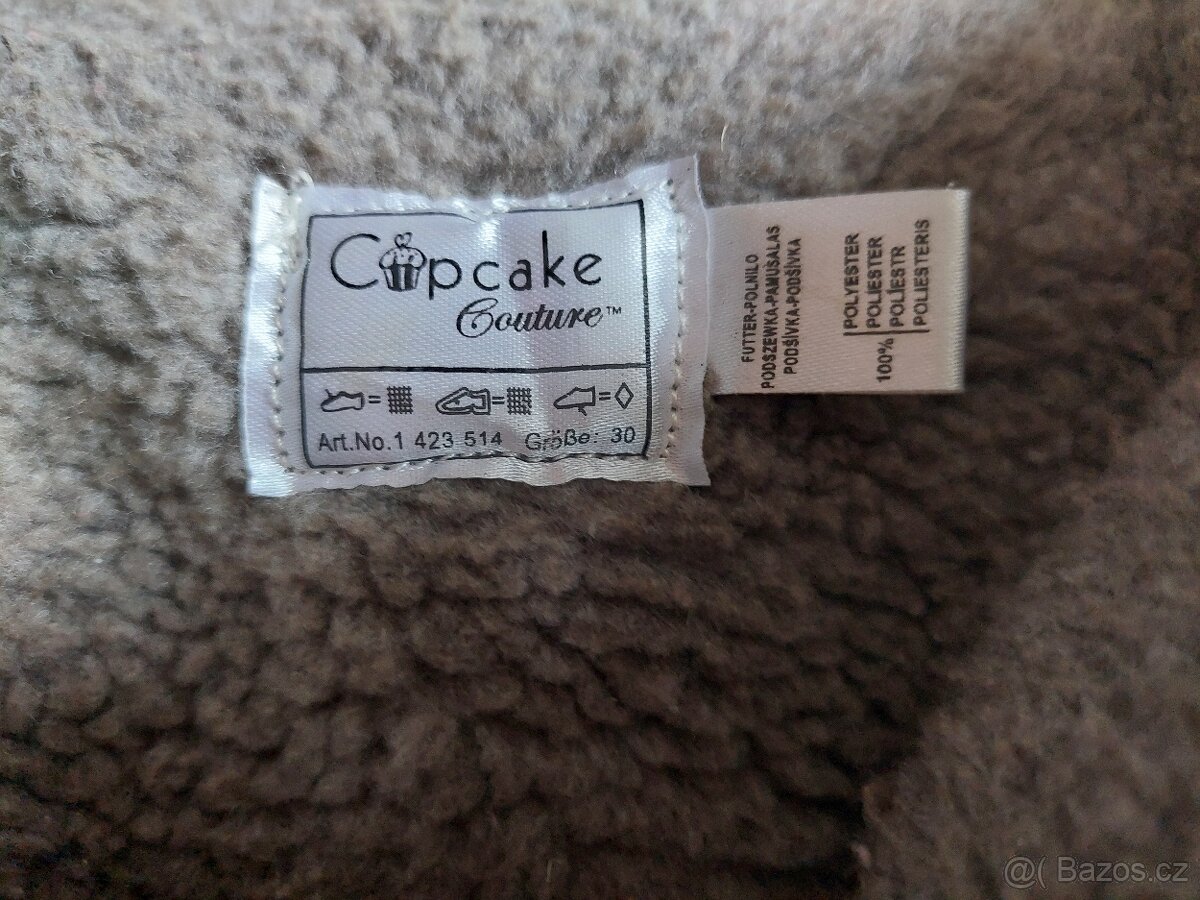 Cupcake
Couture™
Art.No.1 423 514 Größe: 30
FUTTER-POLNILO
PODSZEWKA-PAMUŠALAS
PODŠÍVKA-PODŠÍVKA
100% POLYESTER
POLIESTER
POLIESTR
POLIESTERIS
@( Bazos.cz